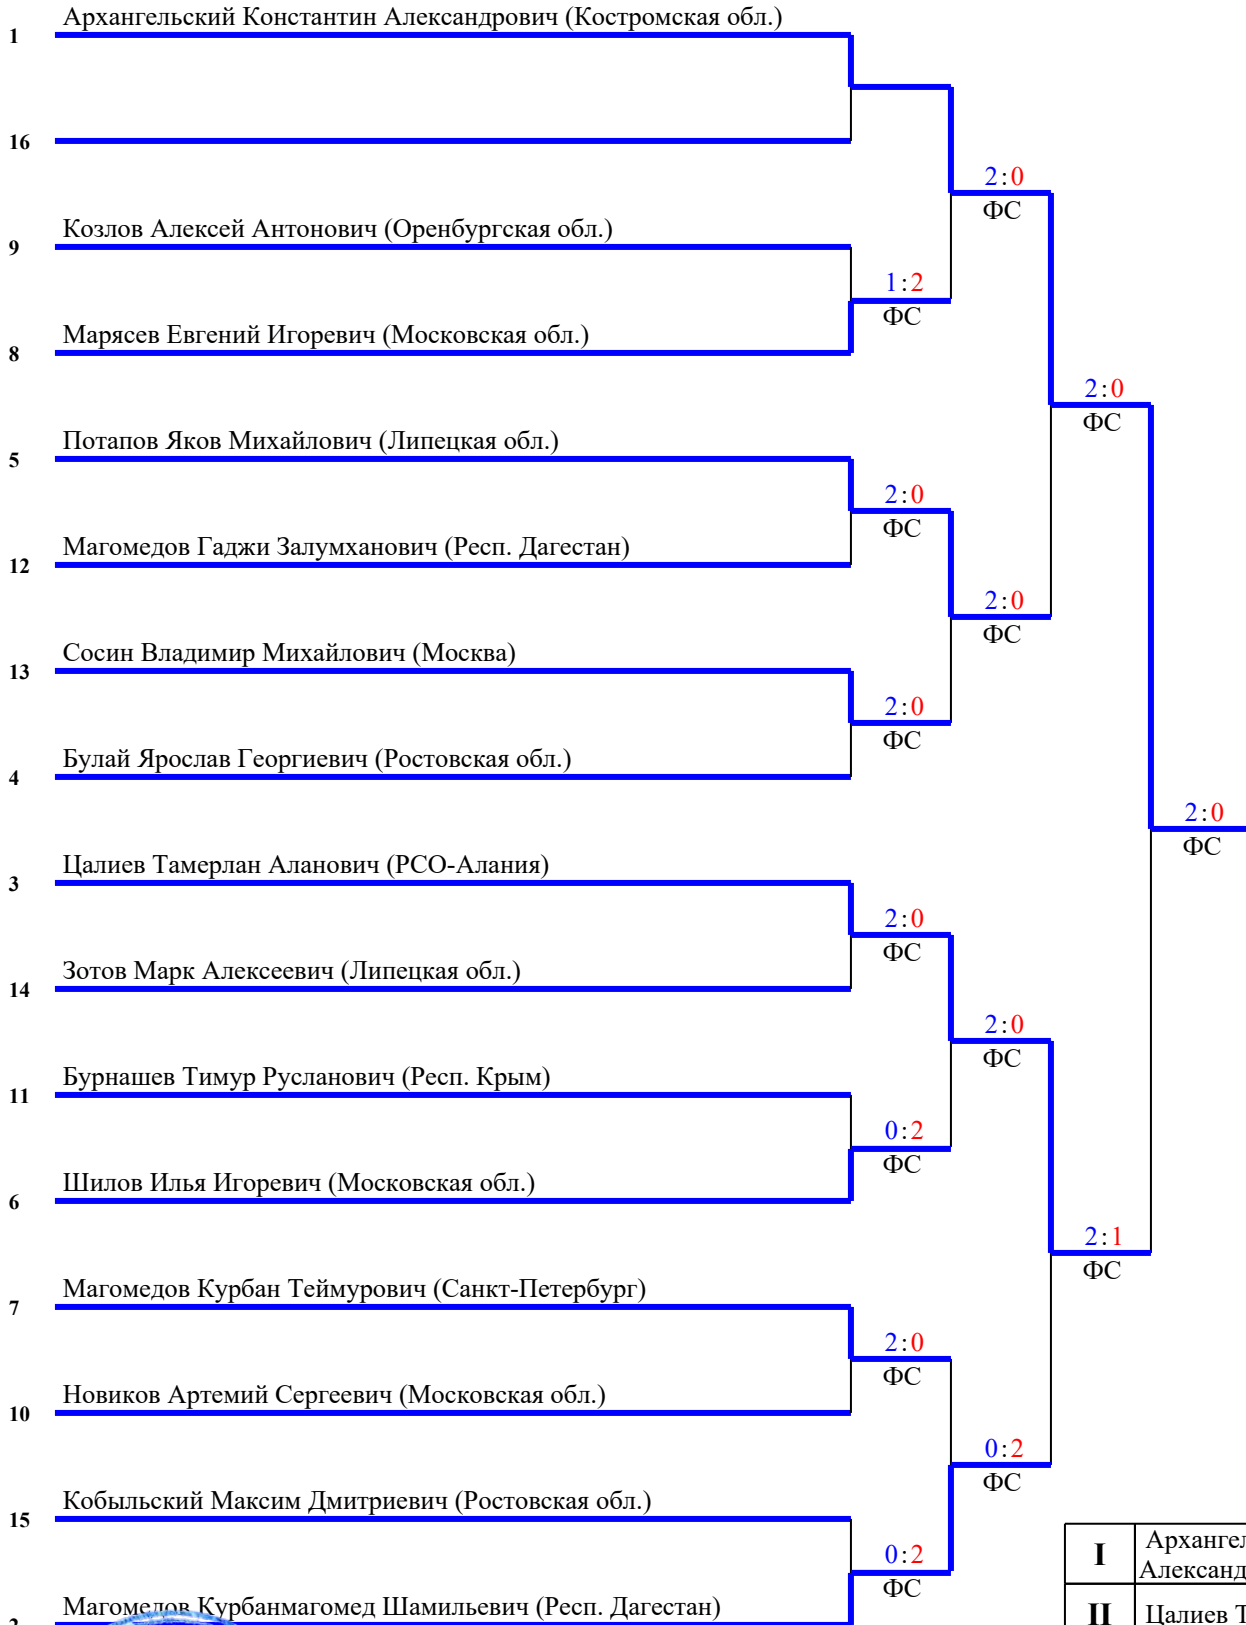 Архангельский Константин Александрович (Костромская обл.)
1
16
2:0
ФС
Козлов Алексей Антонович (Оренбургская обл.)
9
1:2
ФС
Марясев Евгений Игоревич (Московская обл.)
8
2:0
ФС
Потапов Яков Михайлович (Липецкая обл.)
5
2:0
ФС
Магомедов Гаджи Залумханович (Респ. Дагестан)
12
2:0
ФС
Сосин Владимир Михайлович (Москва)
13
2:0
ФС
Булай Ярослав Георгиевич (Ростовская обл.)
4
2:0
ФС
Цалиев Тамерлан Аланович (РСО-Алания)
3
2:0
ФС
Зотов Марк Алексеевич (Липецкая обл.)
14
2:0
ФС
Бурнашев Тимур Русланович (Респ. Крым)
11
0:2
ФС
Шилов Илья Игоревич (Московская обл.)
6
2:1
ФС
Магомедов Курбан Теймурович (Санкт-Петербург)
7
2:0
ФС
Новиков Артемий Сергеевич (Московская обл.)
10
0:2
ФС
Кобыльский Максим Дмитриевич (Ростовская обл.)
15
0:2
ФС
I
Магомедов Курбанмагомед Шамильевич (Респ. Дагестан)
II Цалиев